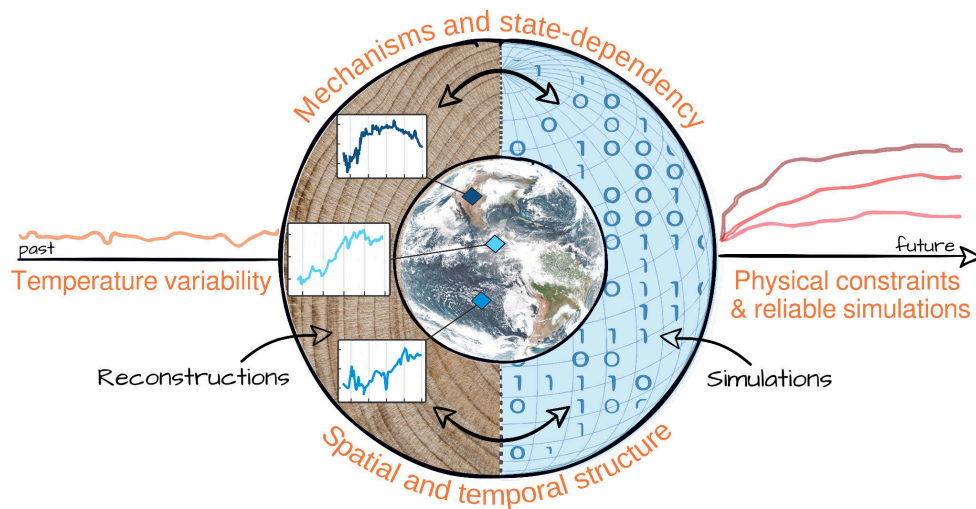 Mechanisms and state-dependency
past
future
Temperature variability
Physical constraints
& reliable simulations
Reconstructions
Simulations
Spatial and temporal structure